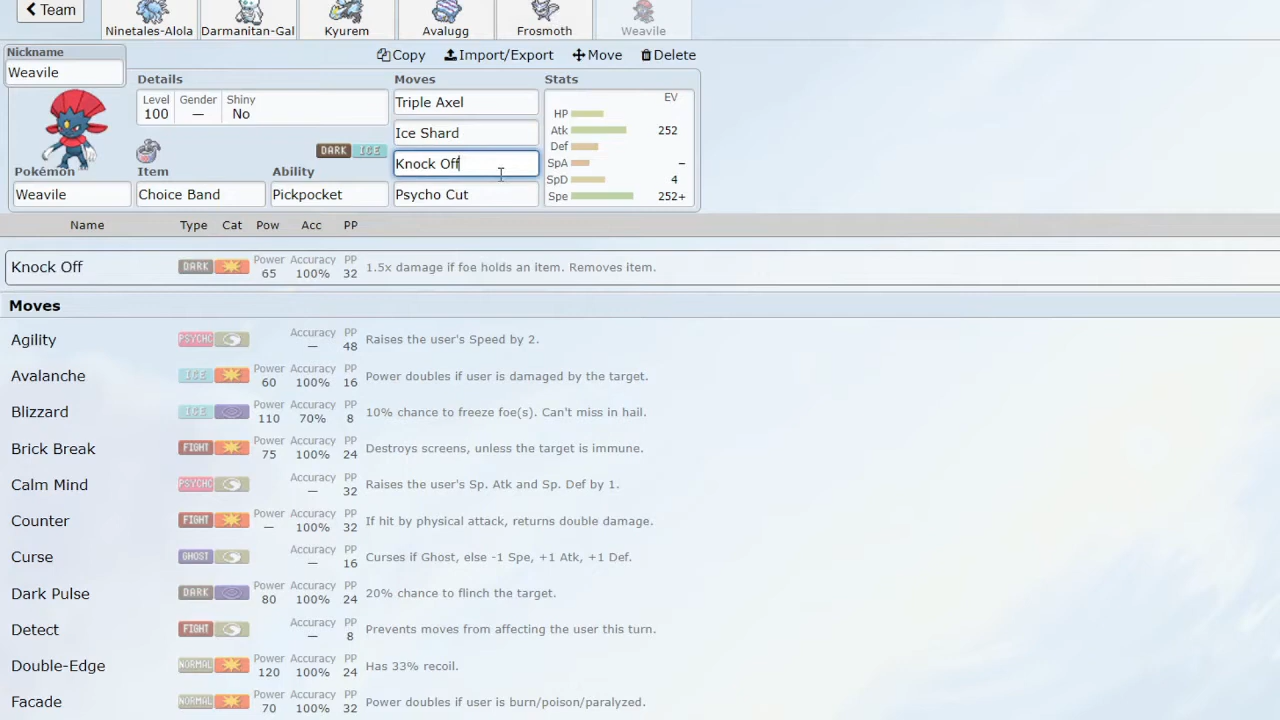 Team
Ninetales-Alola Darmanitan-Gal Kyurem Avalugg Frosmoth Weavile
Copy Import/Export Move Delete
Nickname
Weavile
Details
Level Gender Shiny
100 — No
DARK ICE
Pokémon Item Ability
Weavile Choice Band Pickpocket
Moves
Triple Axel
Ice Shard
Knock Off
Psycho Cut
Stats
EV
HP
Atk 252
Def
SpA –
SpD 4
Spe 252+
Name Type Cat Pow Acc PP
Knock Off DARK Power 65 Accuracy 100% PP 32 1.5x damage if foe holds an item. Removes item.
Moves
Agility PSYCHC Accuracy — PP 48 Raises the user's Speed by 2.
Avalanche ICE Power 60 Accuracy 100% PP 16 Power doubles if user is damaged by the target.
Blizzard ICE Power 110 Accuracy 70% PP 8 10% chance to freeze foe(s). Can't miss in hail.
Brick Break FIGHT Power 75 Accuracy 100% PP 24 Destroys screens, unless the target is immune.
Calm Mind PSYCHC Accuracy — PP 32 Raises the user's Sp. Atk and Sp. Def by 1.
Counter FIGHT Power — Accuracy 100% PP 32 If hit by physical attack, returns double damage.
Curse GHOST Accuracy — PP 16 Curses if Ghost, else -1 Spe, +1 Atk, +1 Def.
Dark Pulse DARK Power 80 Accuracy 100% PP 24 20% chance to flinch the target.
Detect FIGHT Accuracy — PP 8 Prevents moves from affecting the user this turn.
Double-Edge NORMAL Power 120 Accuracy 100% PP 24 Has 33% recoil.
Facade NORMAL Power 70 Accuracy 100% PP 32 Power doubles if user is burn/poison/paralyzed.